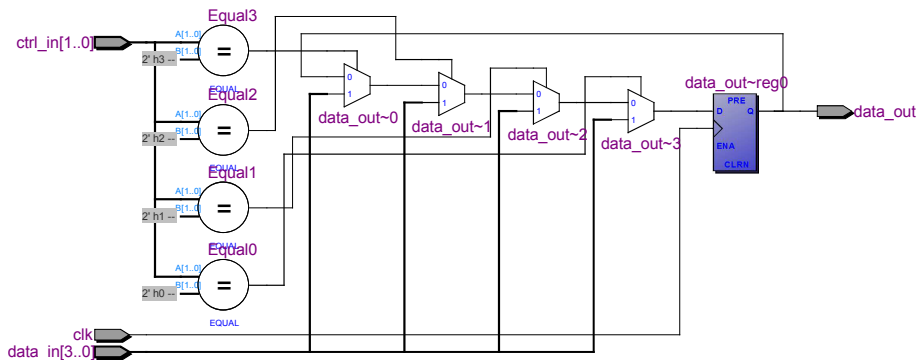 Equal3
ctrl_in[1..0]
A[1..0]
B[1..0]
2' h3 --
=
EQUAL
Equal2
A[1..0]
B[1..0]
2' h2 --
=
EQUAL
Equal1
A[1..0]
B[1..0]
2' h1 --
=
EQUAL
Equal0
A[1..0]
B[1..0]
2' h0 --
=
EQUAL
0
1
data_out~0
0
1
data_out~1
0
1
data_out~2
0
1
data_out~3
data_out~reg0
PRE
D Q
ENA
CLRN
data_out
clk
data_in[3..0]